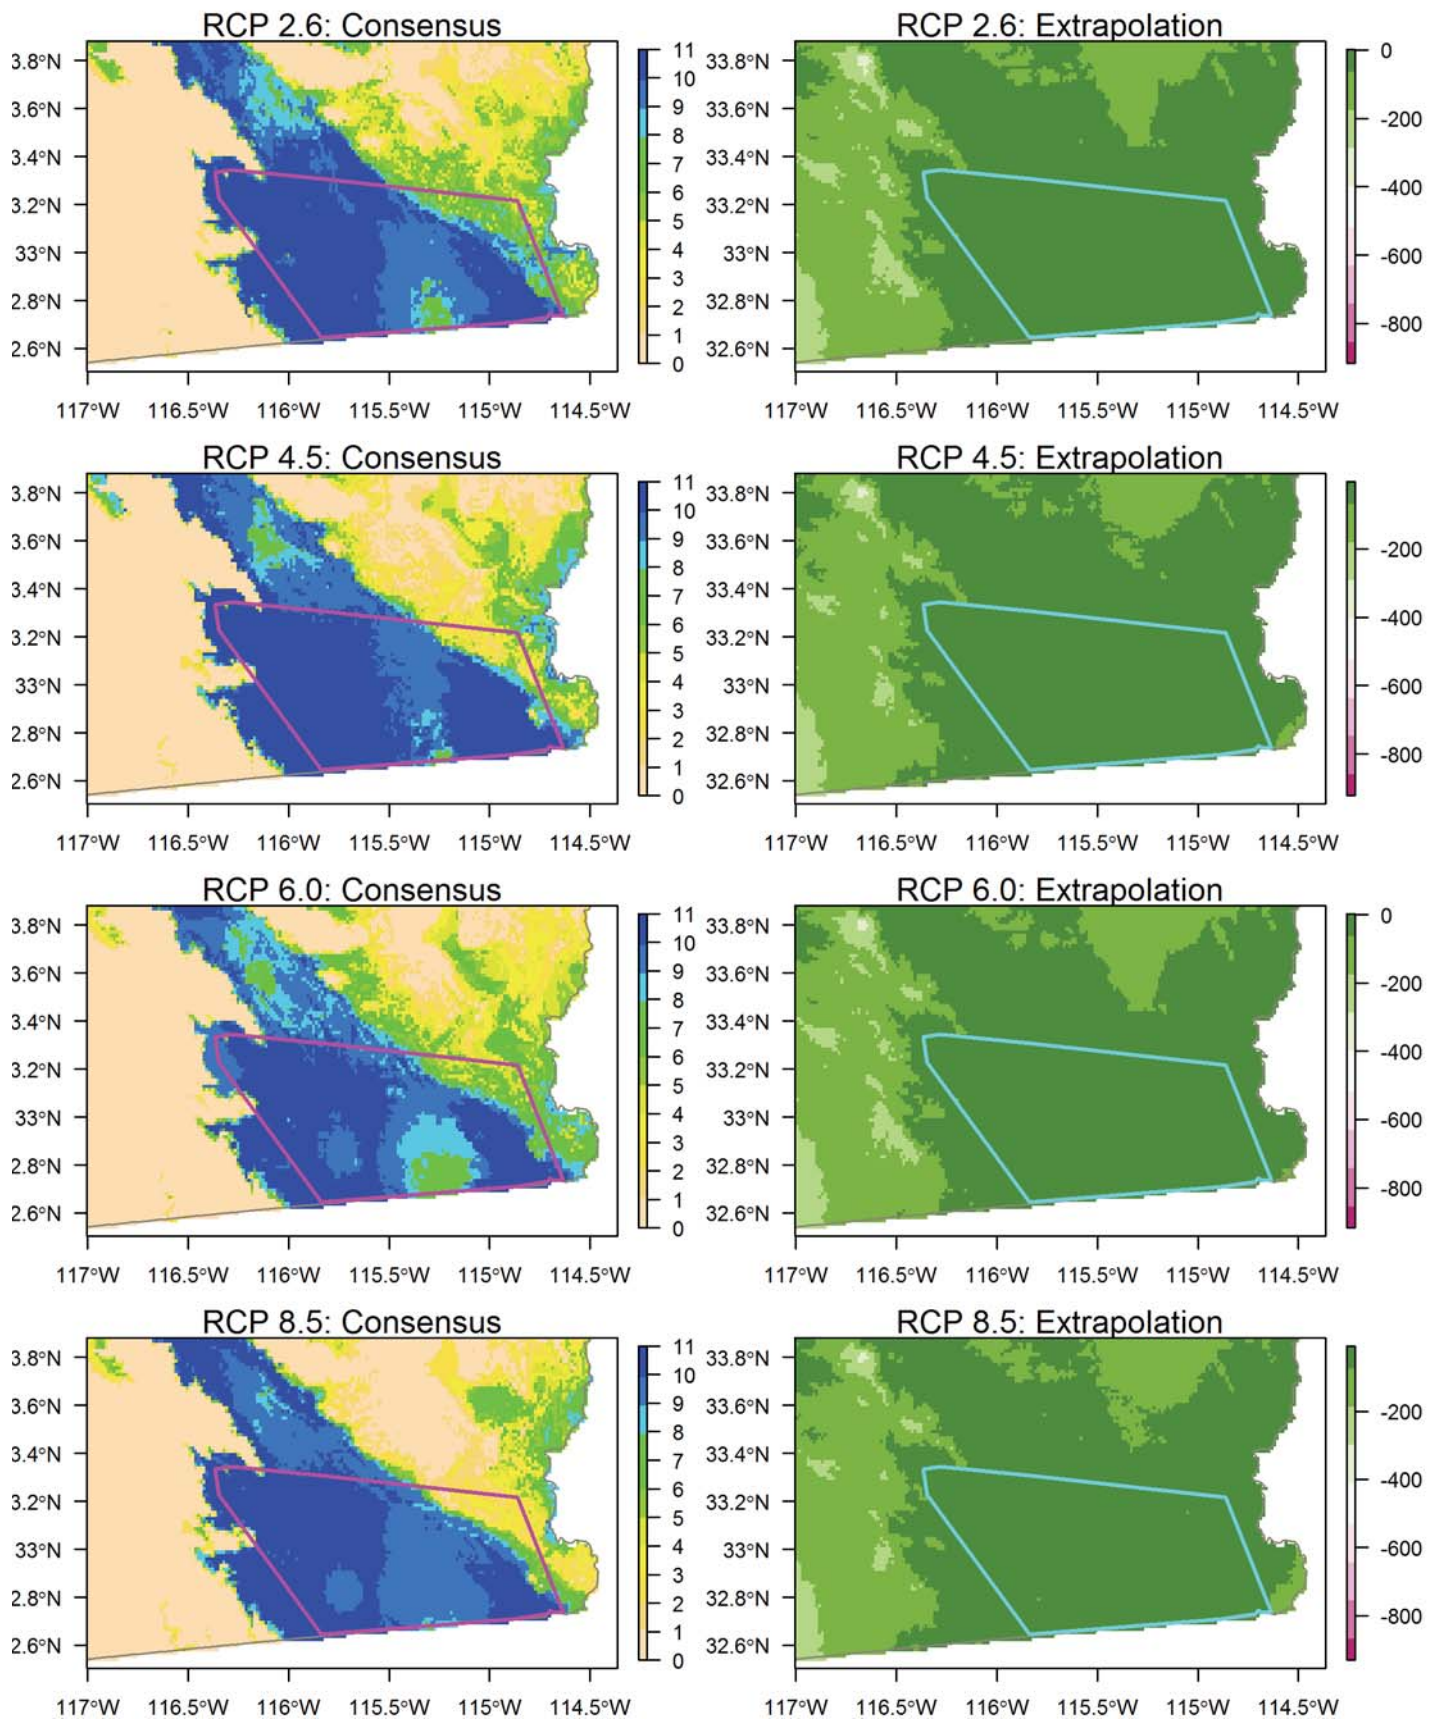 RCP 2.6: Consensus
3.8°N
3.6°N
3.4°N
3.2°N
33°N
2.8°N
2.6°N
117°W 116.5°W 116°W 115.5°W 115°W 114.5°W
11
10
9
8
7
6
5
4
3
2
1
0
RCP 2.6: Extrapolation
33.8°N
33.6°N
33.4°N
33.2°N
33°N
32.8°N
32.6°N
117°W 116.5°W 116°W 115.5°W 115°W 114.5°W
0
-200
-400
-600
-800
RCP 4.5: Consensus
3.8°N
3.6°N
3.4°N
3.2°N
33°N
2.8°N
2.6°N
117°W 116.5°W 116°W 115.5°W 115°W 114.5°W
11
10
9
8
7
6
5
4
3
2
1
0
RCP 4.5: Extrapolation
33.8°N
33.6°N
33.4°N
33.2°N
33°N
32.8°N
32.6°N
117°W 116.5°W 116°W 115.5°W 115°W 114.5°W
-200
-400
-600
-800
RCP 6.0: Consensus
3.8°N
3.6°N
3.4°N
3.2°N
33°N
2.8°N
2.6°N
117°W 116.5°W 116°W 115.5°W 115°W 114.5°W
11
10
9
8
7
6
5
4
3
2
1
0
RCP 6.0: Extrapolation
33.8°N
33.6°N
33.4°N
33.2°N
33°N
32.8°N
32.6°N
117°W 116.5°W 116°W 115.5°W 115°W 114.5°W
0
-200
-400
-600
-800
RCP 8.5: Consensus
3.8°N
3.6°N
3.4°N
3.2°N
33°N
2.8°N
2.6°N
117°W 116.5°W 116°W 115.5°W 115°W 114.5°W
11
10
9
8
7
6
5
4
3
2
1
0
RCP 8.5: Extrapolation
33.8°N
33.6°N
33.4°N
33.2°N
33°N
32.8°N
32.6°N
117°W 116.5°W 116°W 115.5°W 115°W 114.5°W
-200
-400
-600
-800